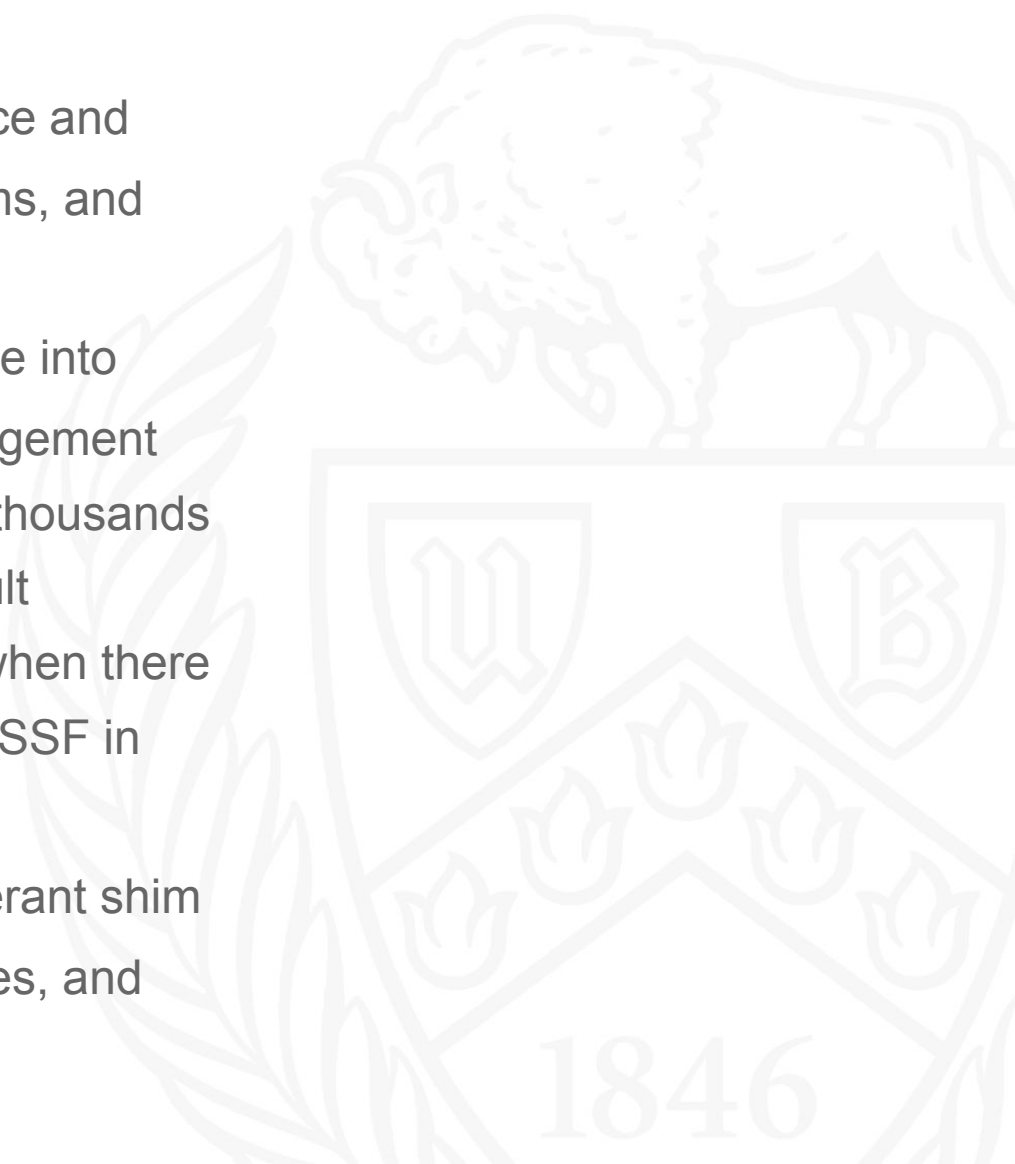 ce and
ns, and
e into
gement
thousands
ult
when there
SSF in
erant shim
es, and
U B
1846